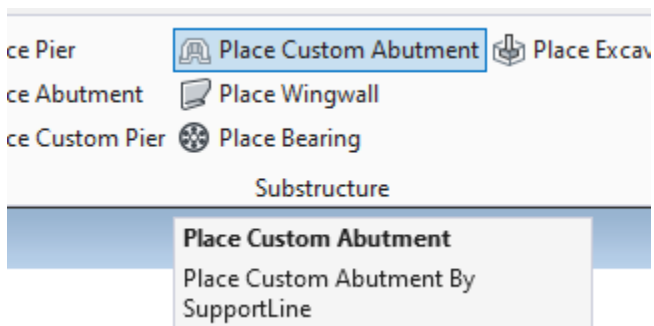 ce Pier Place Custom Abutment Place Excav
ce Abutment Place Wingwall
ce Custom Pier Place Bearing
Substructure
Place Custom Abutment
Place Custom Abutment By
SupportLine